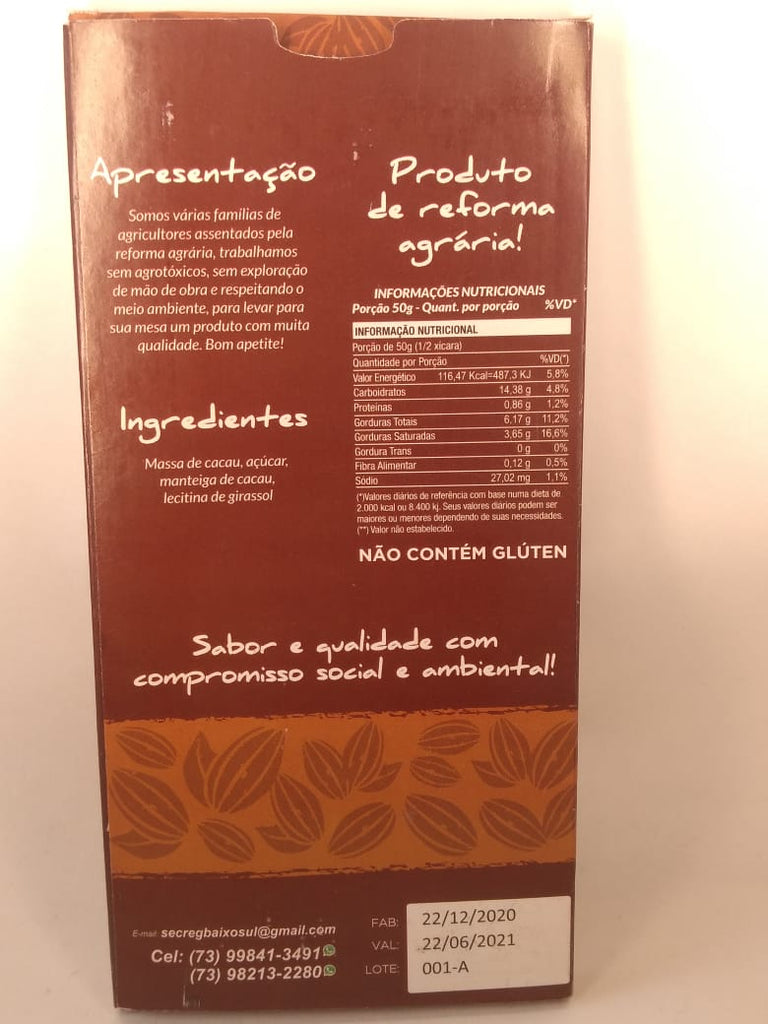 Apresentação
Somos várias famílias de
agricultores assentados pela
reforma agrária, trabalhamos
sem agrotóxicos, sem exploração
de mão de obra e respeitando o
meio ambiente, para levar para
sua mesa um produto com muita
qualidade. Bom apetite!
Ingredientes
Massa de cacau, açúcar,
manteiga de cacau,
lecitina de girassol
Produto
de reforma
agrária!
INFORMAÇÕES NUTRICIONAIS
Porção 50g - Quant. por porção %VD*
INFORMAÇÃO NUTRICIONAL
Porção de 50g (1/2 xicara)
Quantidade por Porção %VD(*)
Valor Energético 116,47 Kcal=487,3 KJ 5,8%
Carboidratos 14,38 g 4,8%
Proteínas 0,86 g 1,2%
Gorduras Totais 6,17 g 11,2%
Gorduras Saturadas 3,65 g 16,6%
Gordura Trans 0 g 0%
Fibra Alimentar 0,12 g 0,5%
Sódio 27,02 mg 1,1%
(*)Valores diários de referência com base numa dieta de
2.000 kcal ou 8.400 kj. Seus valores diários podem ser
maiores ou menores dependendo de suas necessidades.
(**) Valor não estabelecido.
NÃO CONTÉM GLÚTEN
Sabor e qualidade com
compromisso social e ambiental!
E-mail: secregbaixosul@gmail.com
Cel: (73) 99841-3491
(73) 98213-2280
FAB: 22/12/2020
VAL: 22/06/2021
LOTE: 001-A